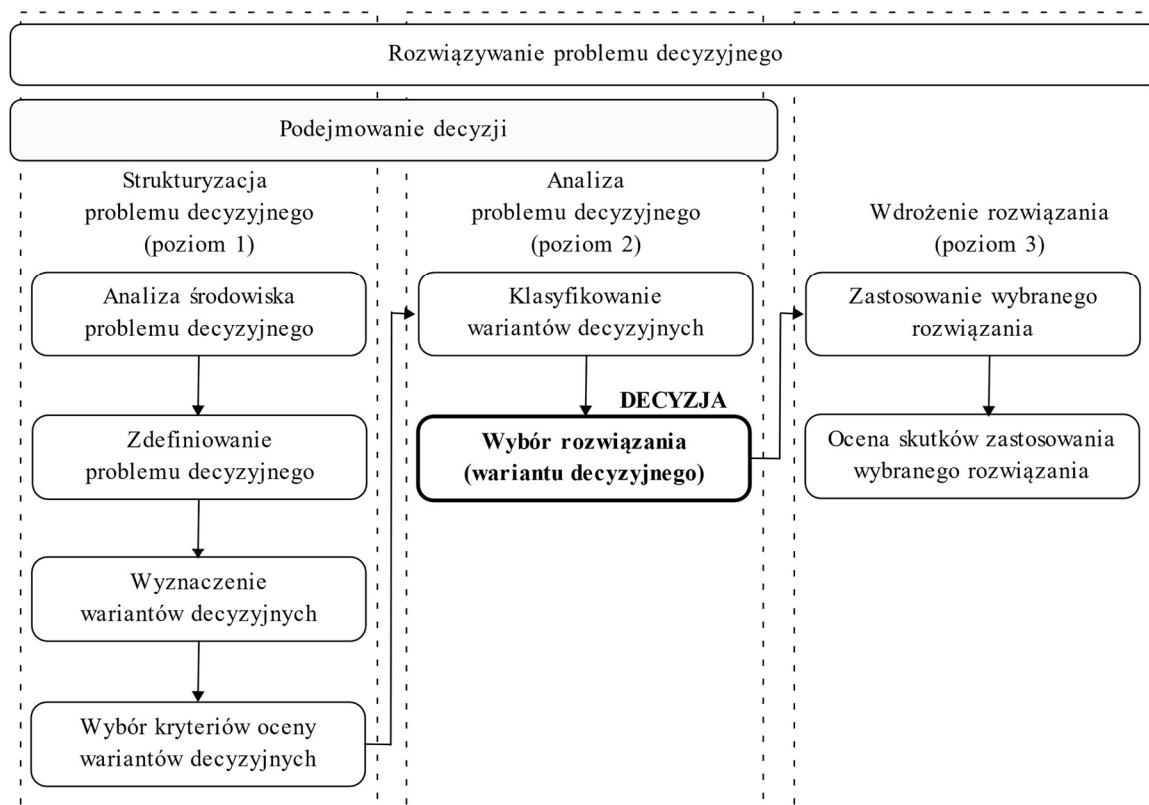 Rozwiązywanie problemu decyzyjnego
Podejmowanie decyzji
Strukturyzacja
problemu decyzyjnego
(poziom 1)
Analiza środowiska
problemu decyzyjnego
Zdefiniowanie
problemu decyzyjnego
Wyznaczenie
wariantów decyzyjnych
Wybór kryteriów oceny
wariantów decyzyjnych
Analiza
problemu decyzyjnego
(poziom 2)
Klasyfikowanie
wariantów decyzyjnych
DECYZJA
Wybór rozwiązania
(wariantu decyzyjnego)
Wdrożenie rozwiązania
(poziom 3)
Zastosowanie wybranego
rozwiązania
Ocena skutków zastosowania
wybranego rozwiązania